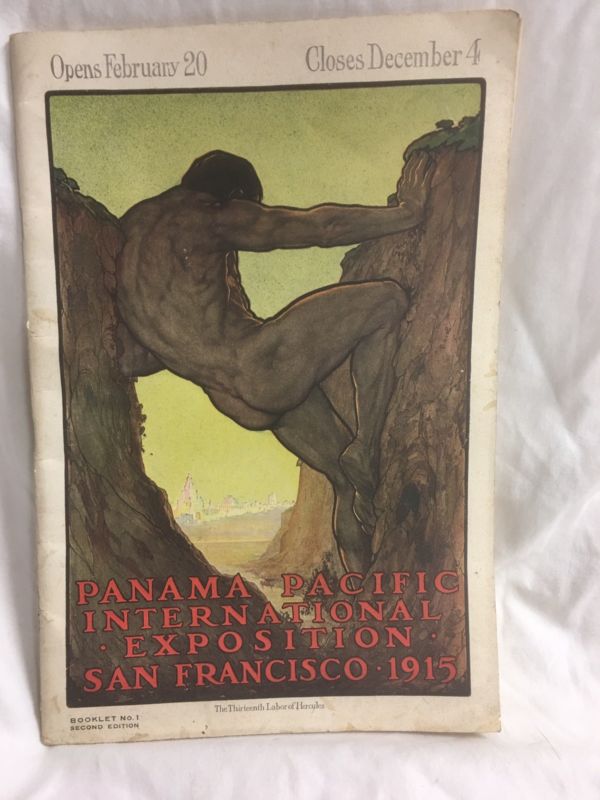 Opens February 20 Closes December 4
PANAMA PACIFIC
INTERNATIONAL
· EXPOSITION ·
SAN FRANCISCO · 1915
The Thirteenth Labor of Hercules
BOOKLET No. 1
SECOND EDITION